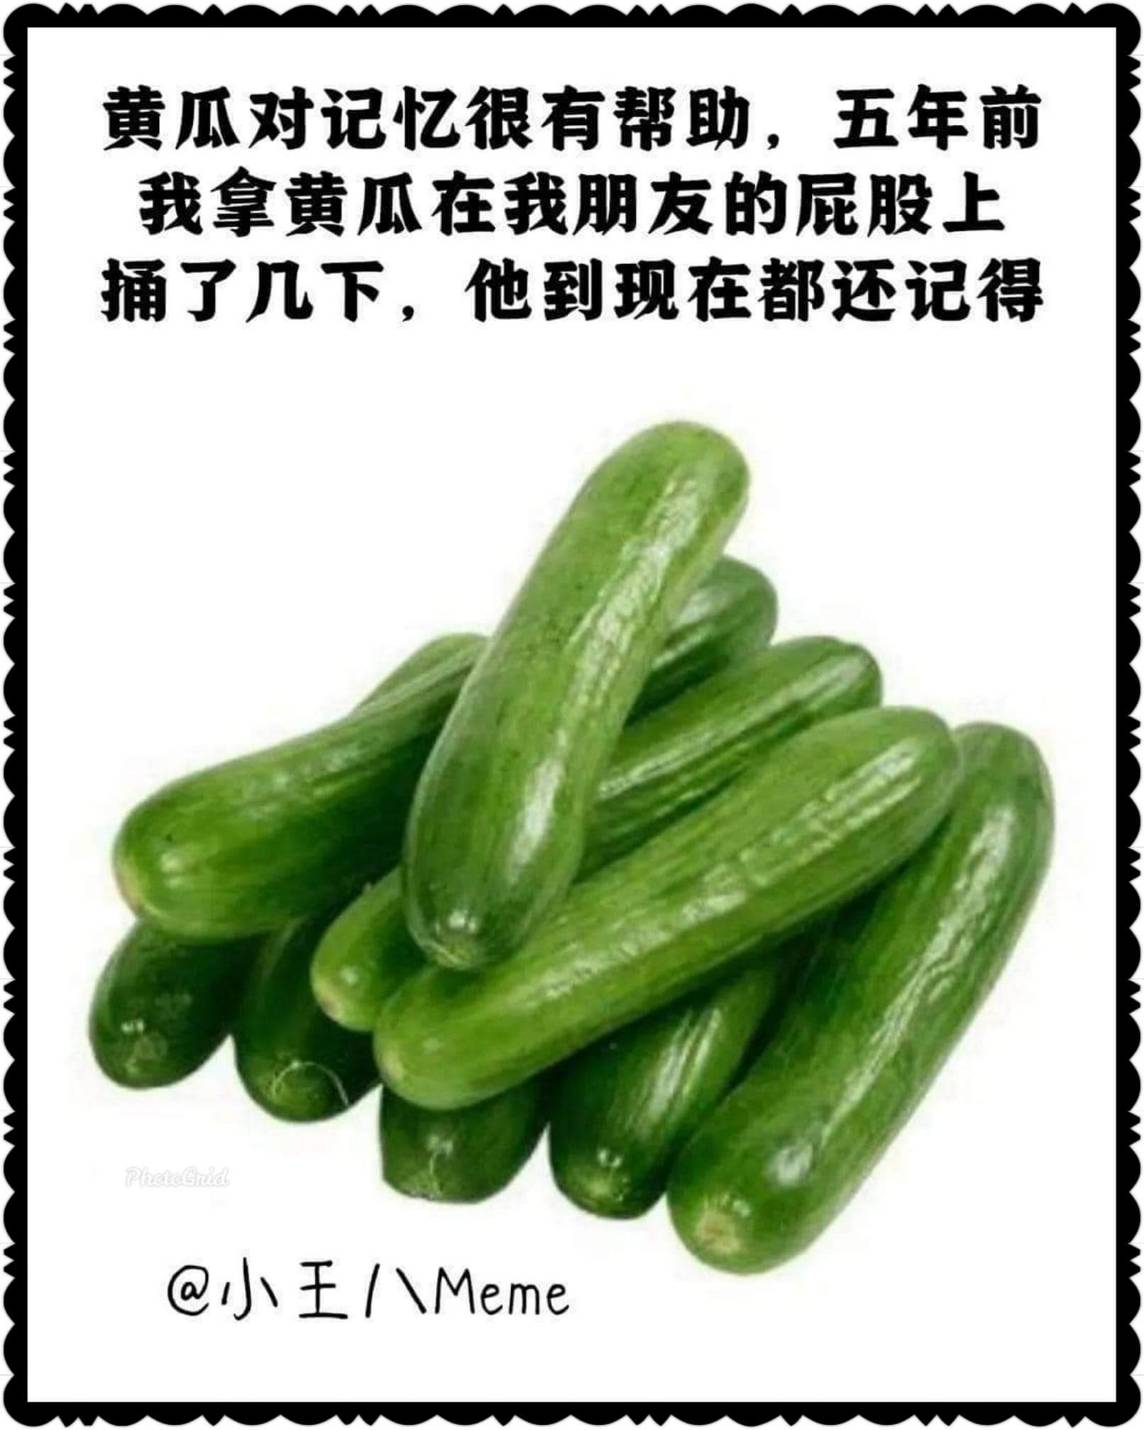 黄瓜对记忆很有帮助，五年前
我拿黄瓜在我朋友的屁股上
捅了几下，他到现在都还记得
PhotoGrid
@小王八Meme